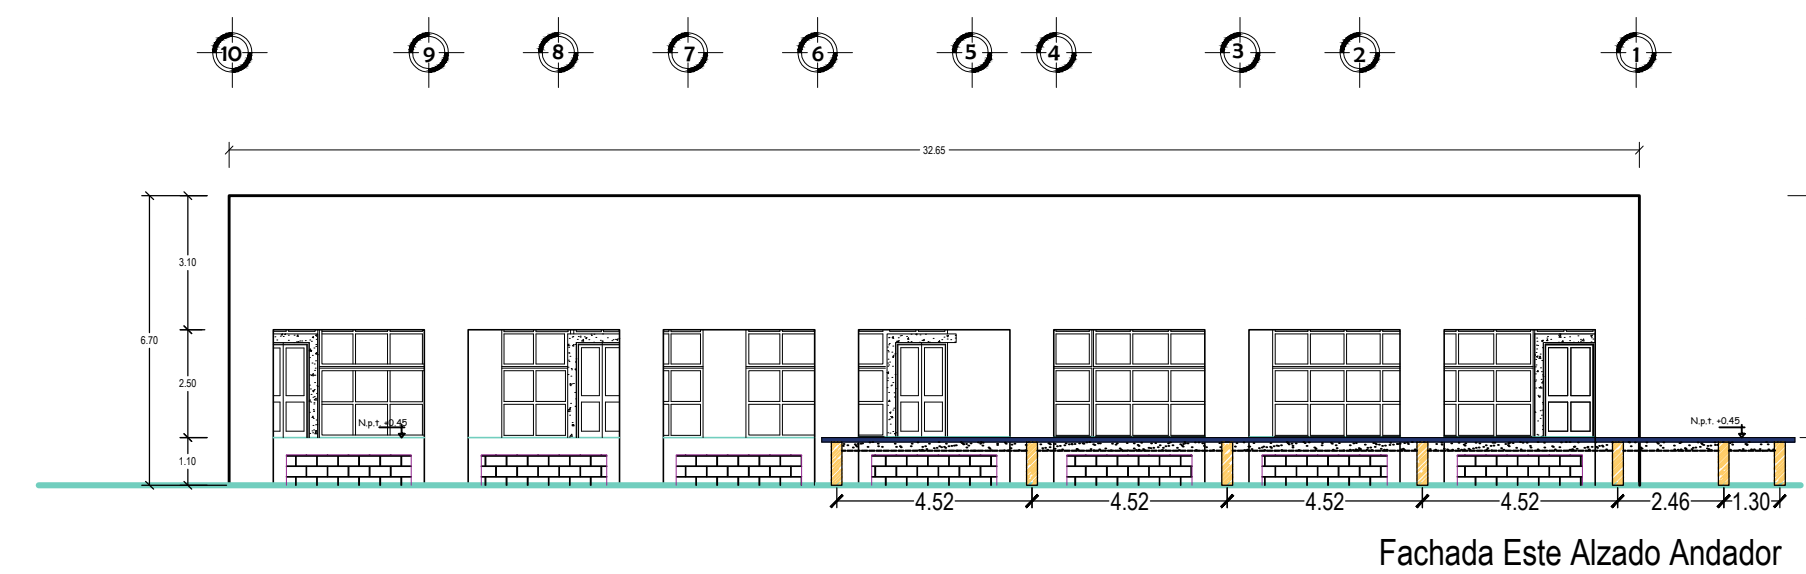 10 9 8 7 6 5 4 3 2 1
32.65
3.10
6.70
2.50
N.p.t. +0.45
N.p.t. +0.45
1.10
4.52 4.52 4.52 4.52 2.46 1.30
Fachada Este Alzado Andador